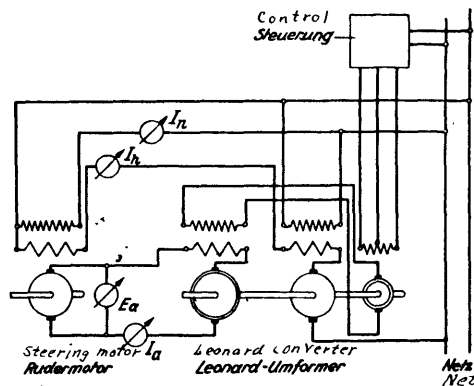 Control
Steuerung
In
Ih
Ea
Ia
Steering motor
Rudermotor
Leonard converter
Leonard-Umformer
Netz
Net